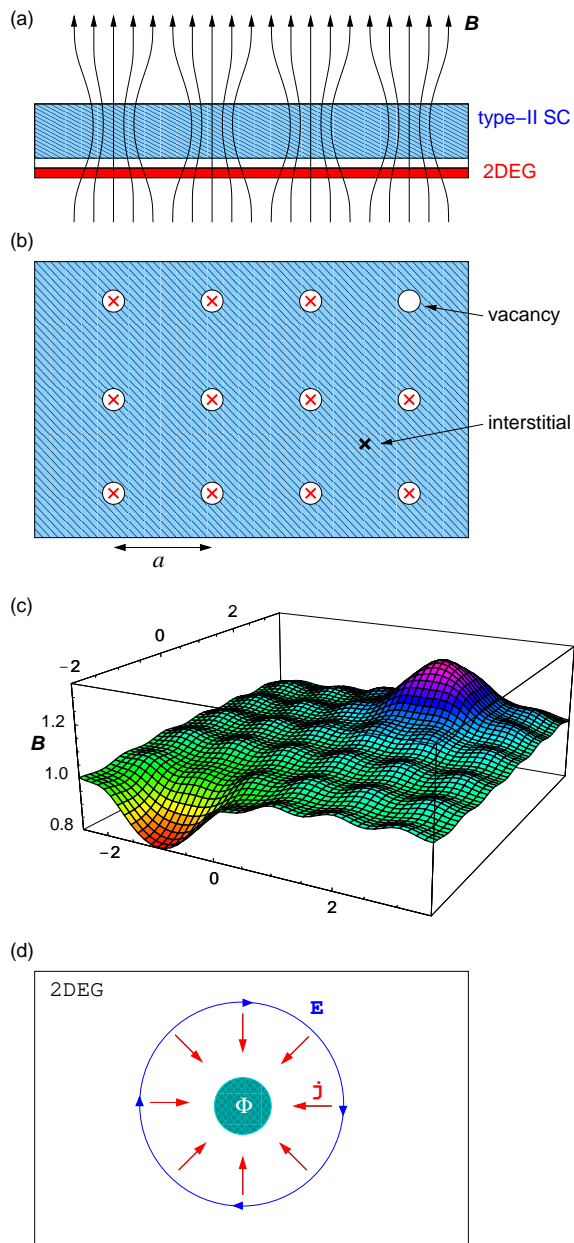 (a)
B
type-II SC
2DEG
(b)
vacancy
interstitial
a
(c)
2
0
-2
1.2
B
1.0
0.8
-2
0
2
(d)
2DEG
E
j
Φ